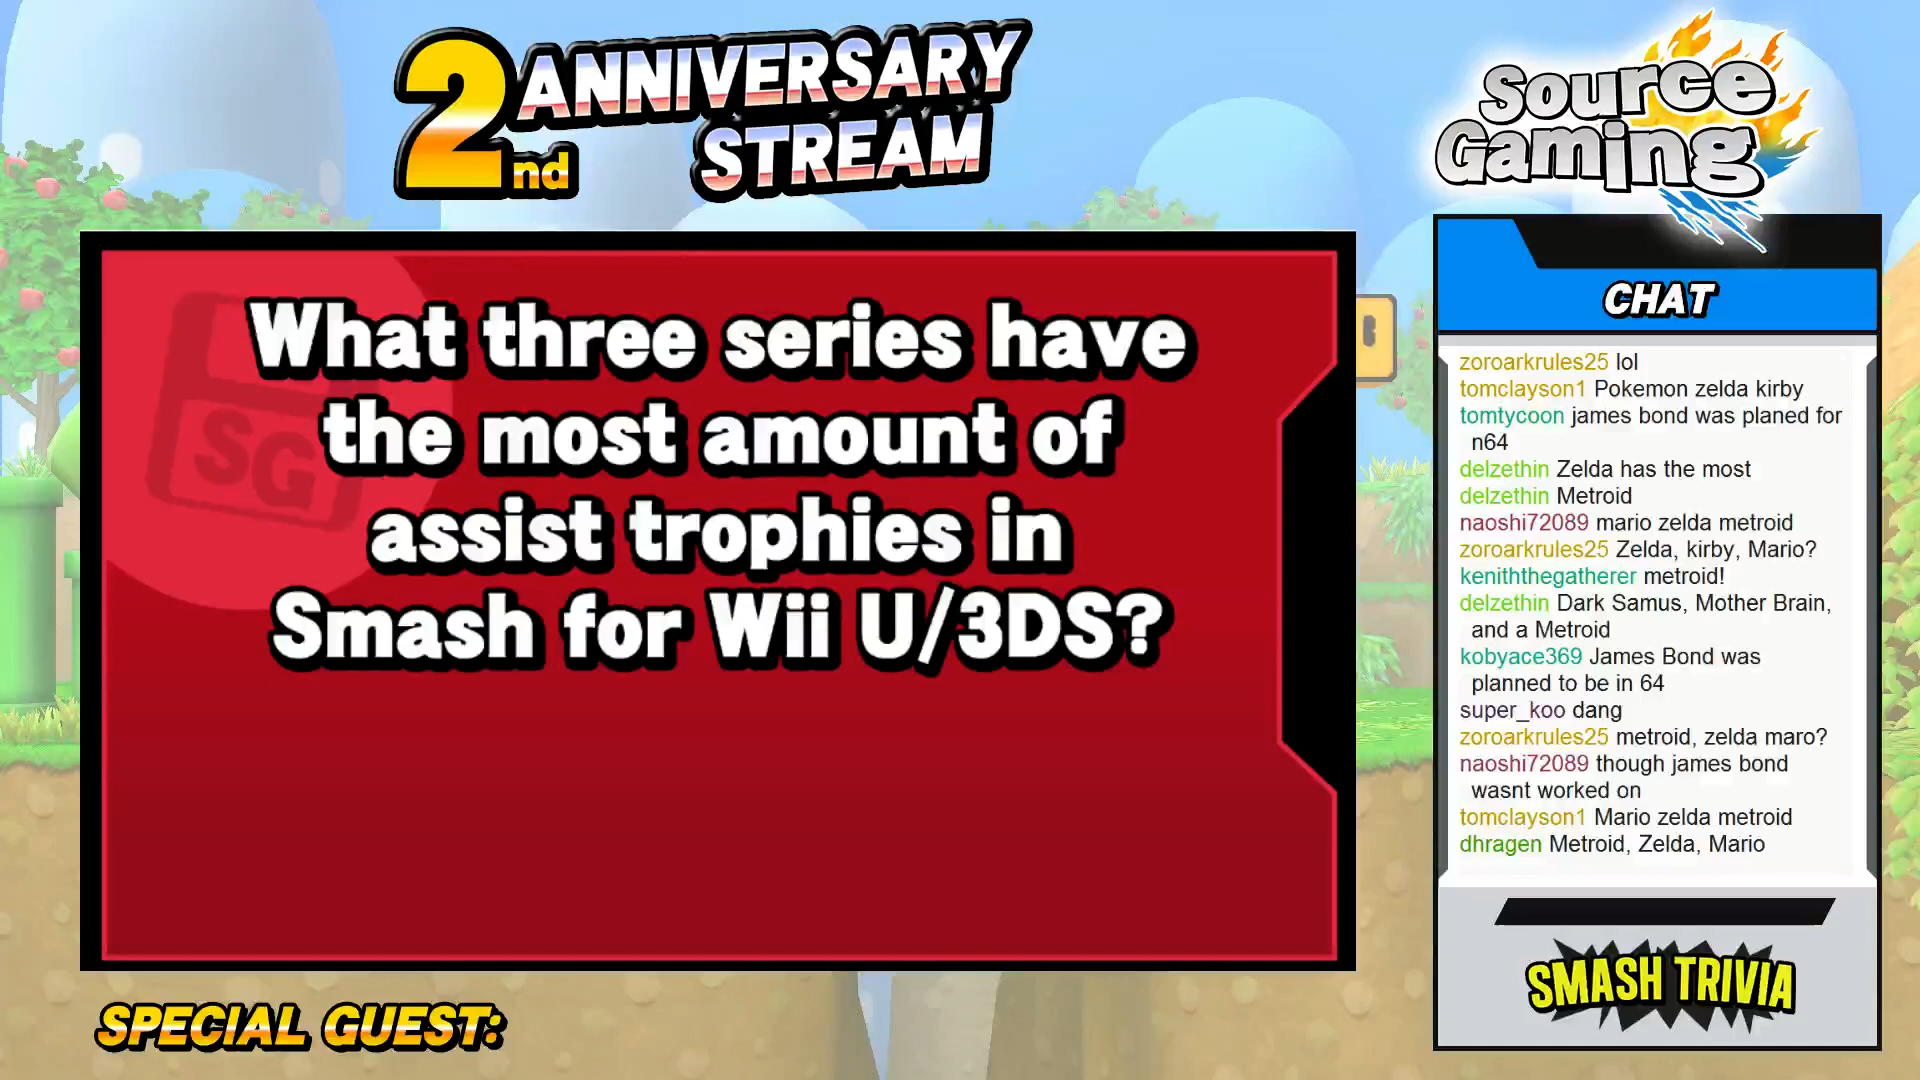 2nd ANNIVERSARY
STREAM
Source
Gaming
SG
What three series have
the most amount of
assist trophies in
Smash for Wii U/3DS?
CHAT
zoroarkrules25 lol
tomclayson1 Pokemon zelda kirby
tomtycoon james bond was planed for
n64
delzethin Zelda has the most
delzethin Metroid
naoshi72089 mario zelda metroid
zoroarkrules25 Zelda, kirby, Mario?
keniththegatherer metroid!
delzethin Dark Samus, Mother Brain,
and a Metroid
kobyace369 James Bond was
planned to be in 64
super_koo dang
zoroarkrules25 metroid, zelda maro?
naoshi72089 though james bond
wasnt worked on
tomclayson1 Mario zelda metroid
dhragen Metroid, Zelda, Mario
SMASH TRIVIA
SPECIAL GUEST: